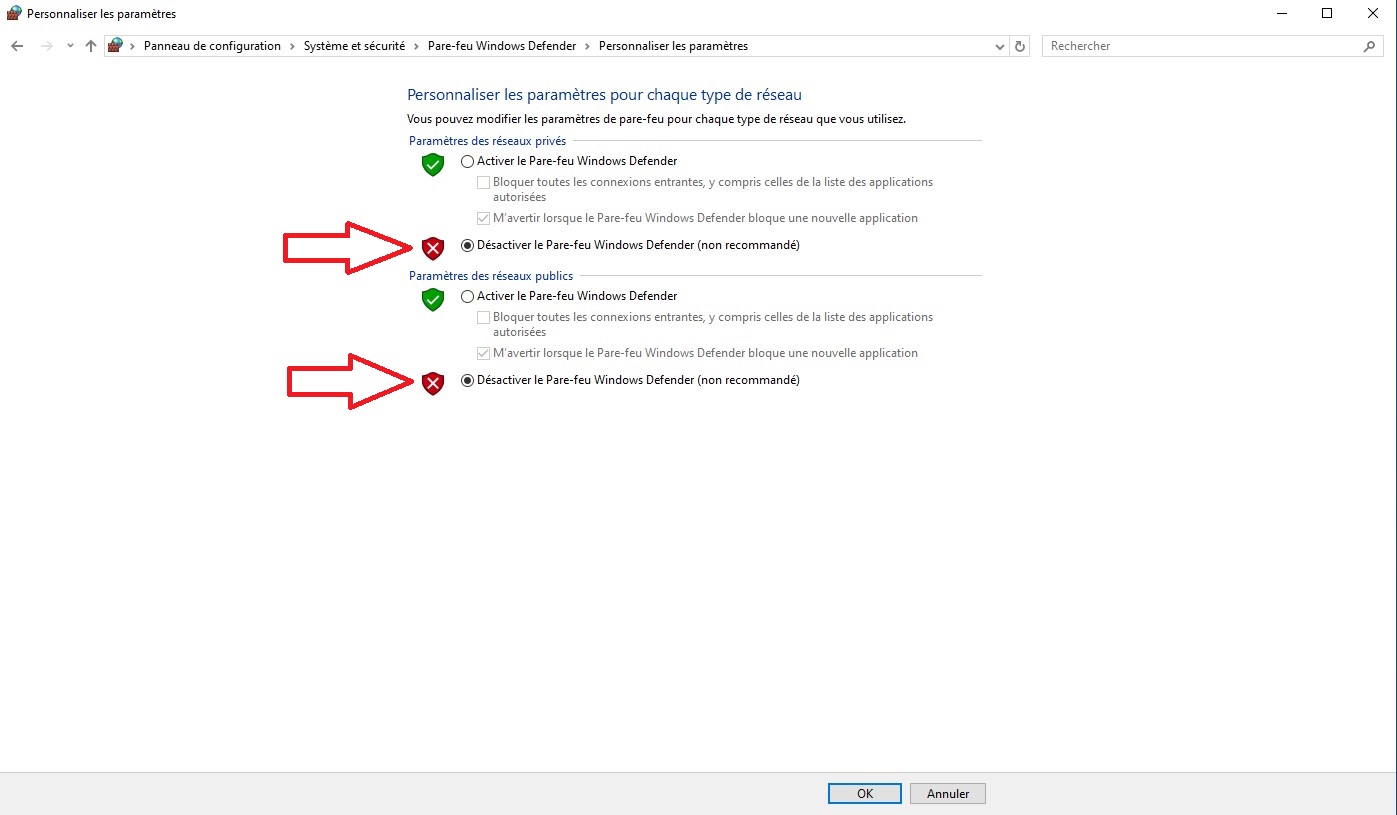 Personnaliser les paramètres
Panneau de configuration > Système et sécurité > Pare-feu Windows Defender > Personnaliser les paramètres
Rechercher
Personnaliser les paramètres pour chaque type de réseau
Vous pouvez modifier les paramètres de pare-feu pour chaque type de réseau que vous utilisez.
Paramètres des réseaux privés
Activer le Pare-feu Windows Defender
Bloquer toutes les connexions entrantes, y compris celles de la liste des applications
autorisées
M'avertir lorsque le Pare-feu Windows Defender bloque une nouvelle application
Désactiver le Pare-feu Windows Defender (non recommandé)
Paramètres des réseaux publics
Activer le Pare-feu Windows Defender
Bloquer toutes les connexions entrantes, y compris celles de la liste des applications
autorisées
M'avertir lorsque le Pare-feu Windows Defender bloque une nouvelle application
Désactiver le Pare-feu Windows Defender (non recommandé)
OK
Annuler